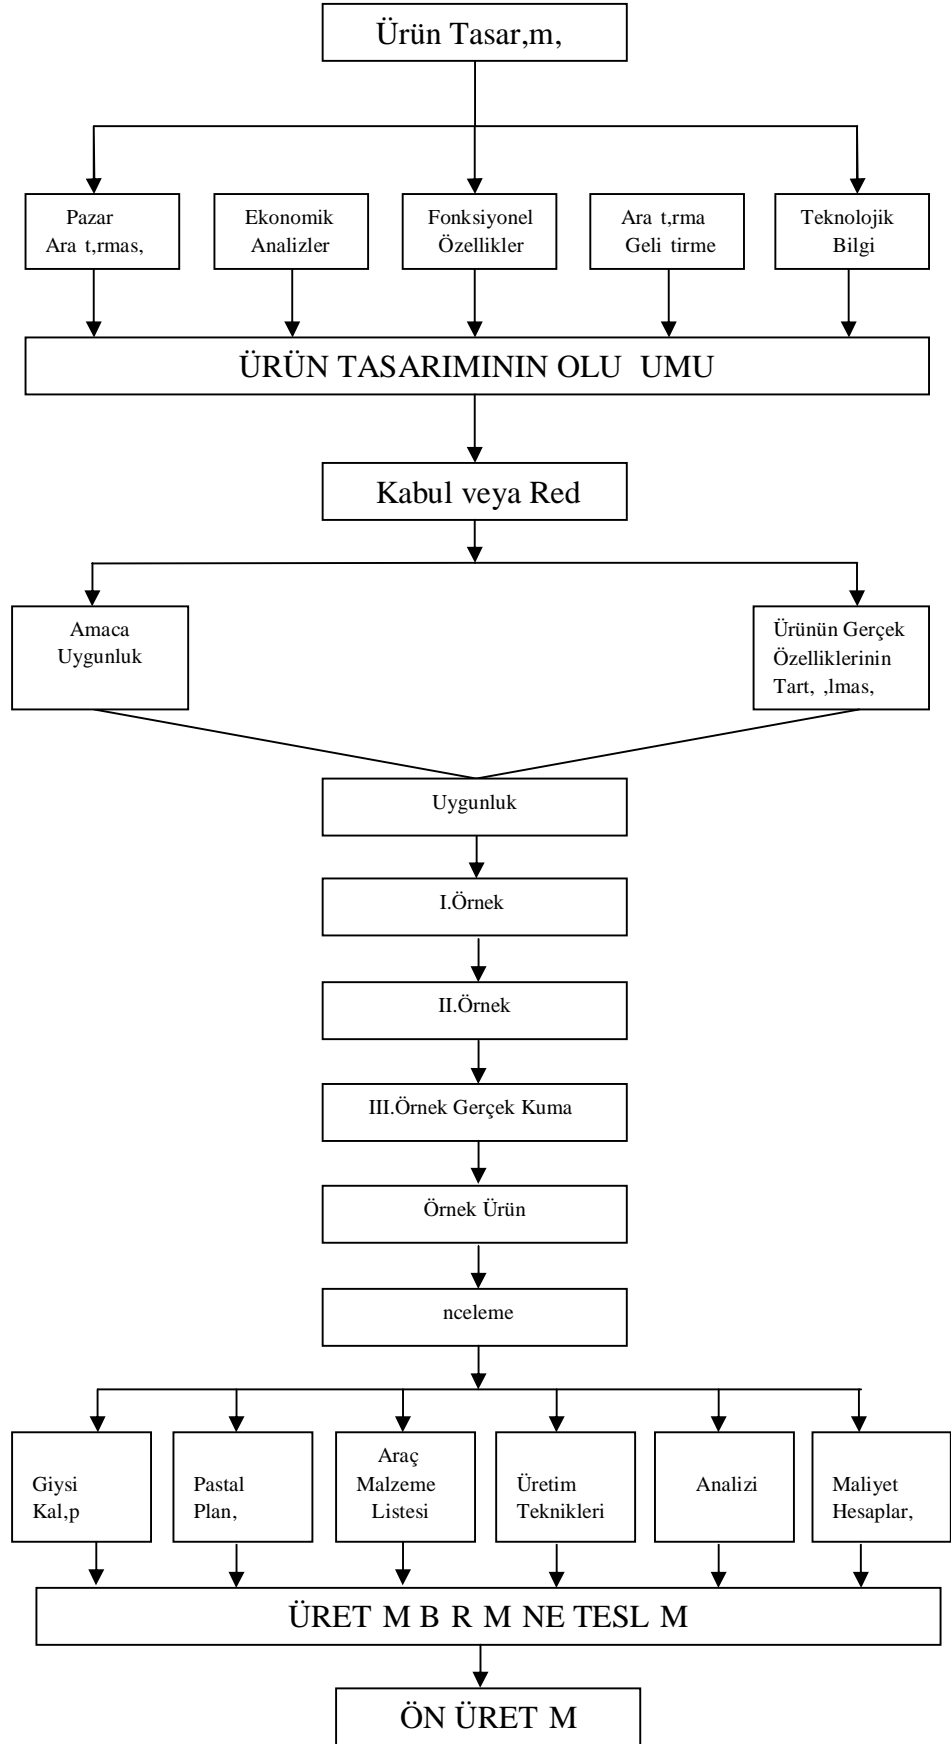 Ürün Tasar,m,
Pazar
Ara t,rmas,
Ekonomik
Analizler
Fonksiyonel
Özellikler
Ara t,rma
Geli tirme
Teknolojik
Bilgi
ÜRÜN TASARIMININ OLU UMU
Kabul veya Red
Amaca
Uygunluk
Ürünün Gerçek
Özelliklerinin
Tart, ,lmas,
Uygunluk
I.Örnek
II.Örnek
III.Örnek Gerçek Kuma
Örnek Ürün
nceleme
Giysi
Kal,p
Pastal
Plan,
Araç
Malzeme
Listesi
Üretim
Teknikleri
Analizi
Maliyet
Hesaplar,
ÜRET M B R M NE TESL M
ÖN ÜRET M